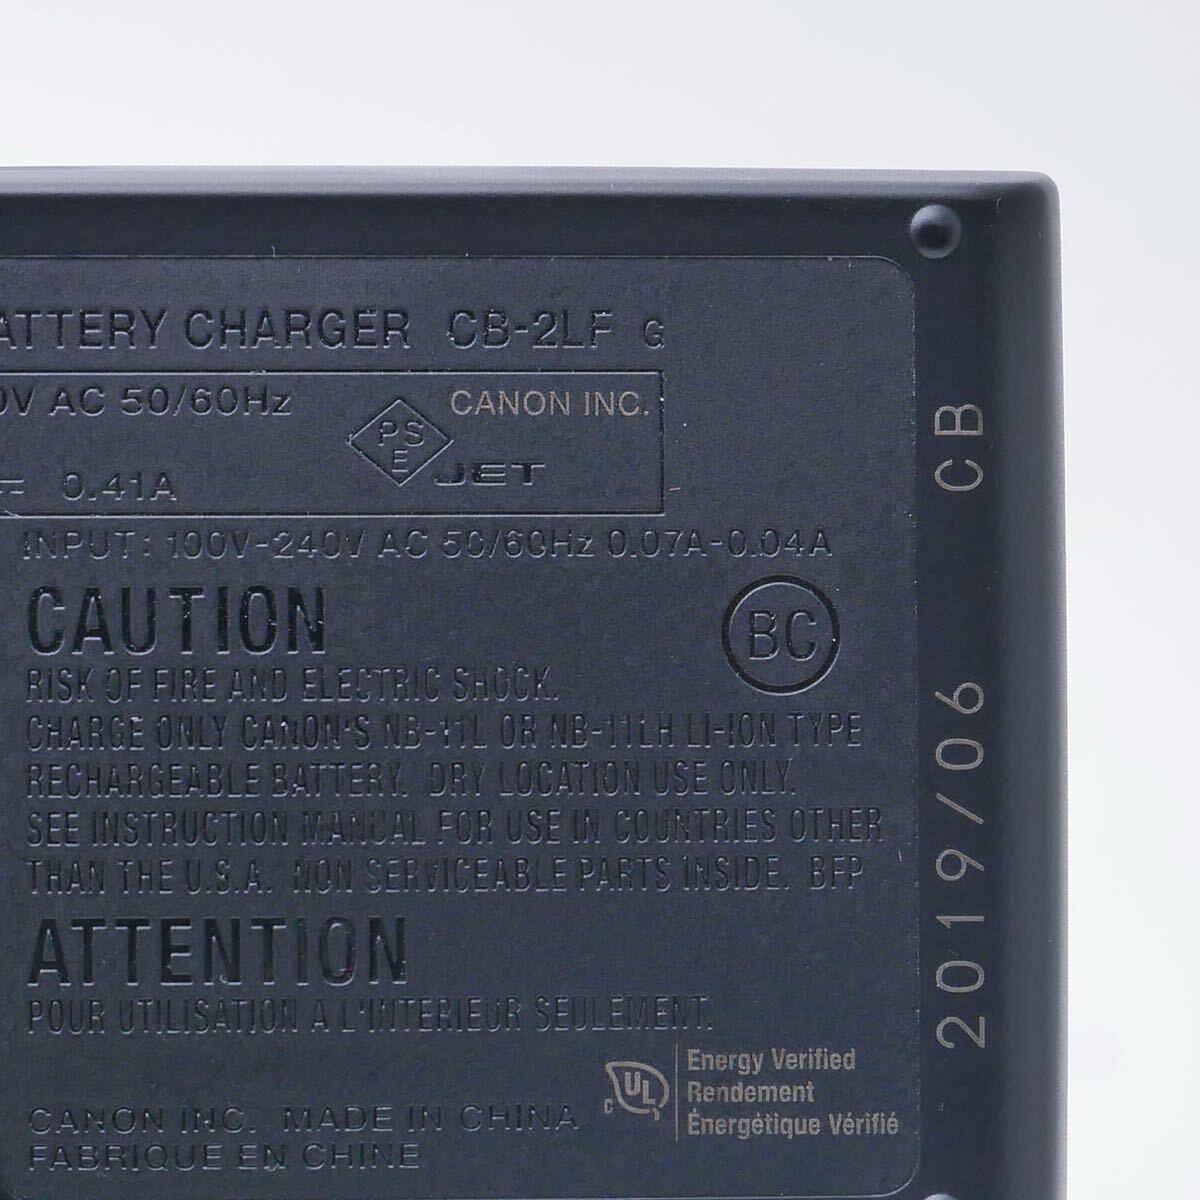 ATTERY CHARGER CB-2LF G
0V AC 50/60Hz
CANON INC.
PS
E
JET
0.41A
INPUT: 100V-240V AC 50/60Hz 0.07A-0.04A
CAUTION
BC
RISK OF FIRE AND ELECTRIC SHOCK.
CHARGE ONLY CANON'S NB-11L OR NB-11LH LI-ION TYPE
RECHARGEABLE BATTERY. DRY LOCATION USE ONLY.
SEE INSTRUCTION MANUAL FOR USE IN COUNTRIES OTHER
THAN THE U.S.A. NON SERVICEABLE PARTS INSIDE. BFP
ATTENTION
POUR UTILISATION A L'INTERIEUR SEULEMENT.
c UL
Energy Verified
Rendement
Énergétique Vérifié
CANON INC. MADE IN CHINA
FABRIQUE EN CHINE
2019/06 CB